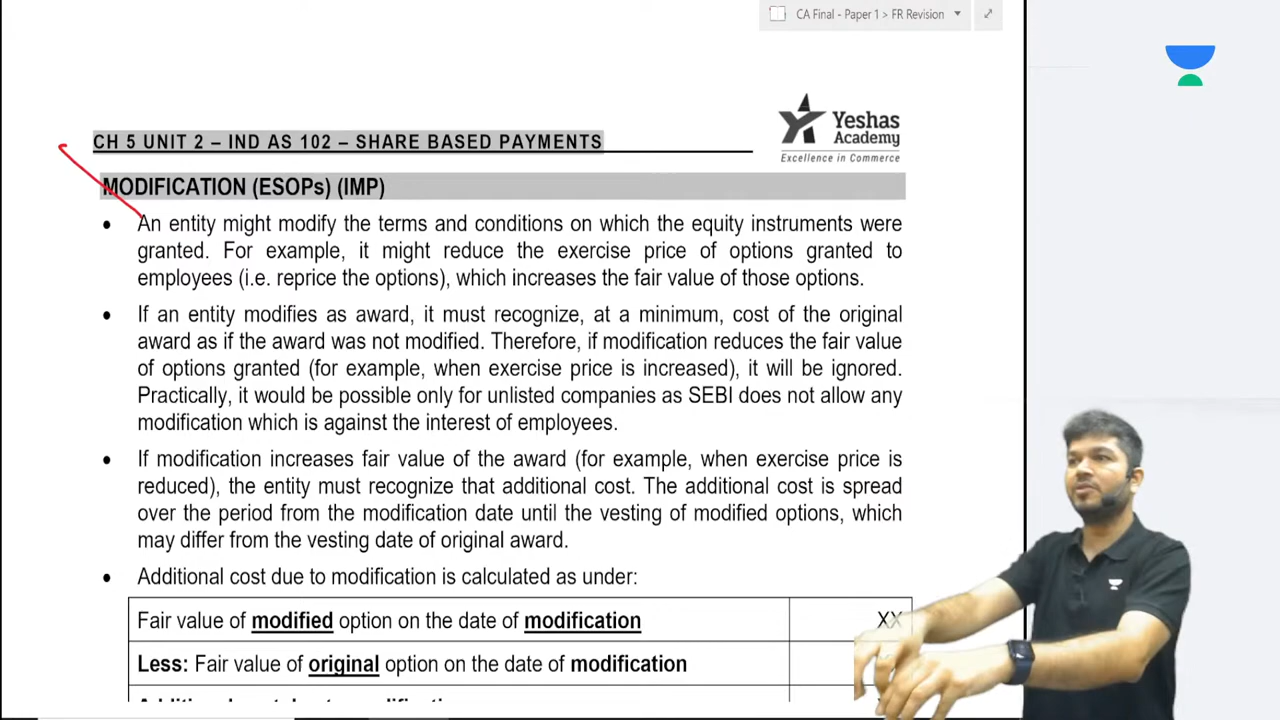 CA Final - Paper 1 > FR Revision
Yeshas
Academy
Excellence in Commerce
CH 5 UNIT 2 – IND AS 102 – SHARE BASED PAYMENTS
MODIFICATION (ESOPs) (IMP)
• An entity might modify the terms and conditions on which the equity instruments were
granted. For example, it might reduce the exercise price of options granted to
employees (i.e. reprice the options), which increases the fair value of those options.
• If an entity modifies as award, it must recognize, at a minimum, cost of the original
award as if the award was not modified. Therefore, if modification reduces the fair value
of options granted (for example, when exercise price is increased), it will be ignored.
Practically, it would be possible only for unlisted companies as SEBI does not allow any
modification which is against the interest of employees.
• If modification increases fair value of the award (for example, when exercise price is
reduced), the entity must recognize that additional cost. The additional cost is spread
over the period from the modification date until the vesting of modified options, which
may differ from the vesting date of original award.
• Additional cost due to modification is calculated as under:
Fair value of modified option on the date of modification XX
Less: Fair value of original option on the date of modification